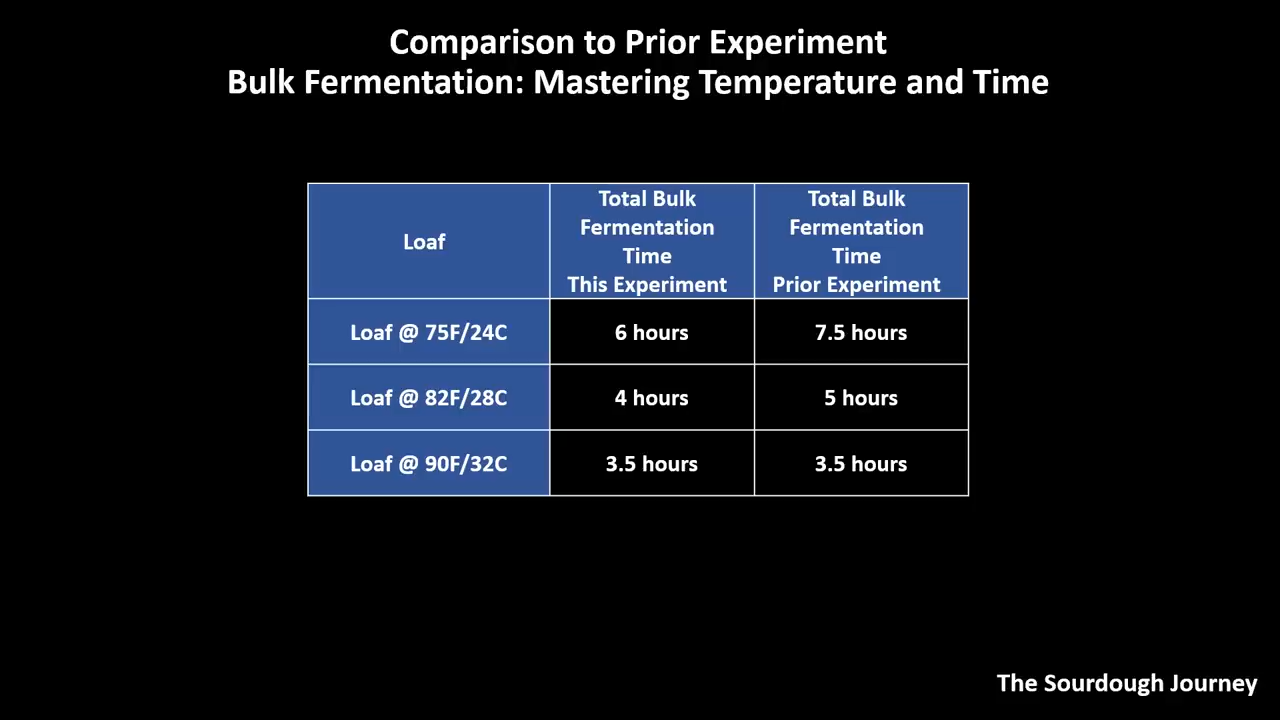 Comparison to Prior Experiment
Bulk Fermentation: Mastering Temperature and Time
Loaf
Total Bulk
Fermentation
Time
This Experiment
Total Bulk
Fermentation
Time
Prior Experiment
Loaf @ 75F/24C
6 hours
7.5 hours
Loaf @ 82F/28C
4 hours
5 hours
Loaf @ 90F/32C
3.5 hours
3.5 hours
The Sourdough Journey